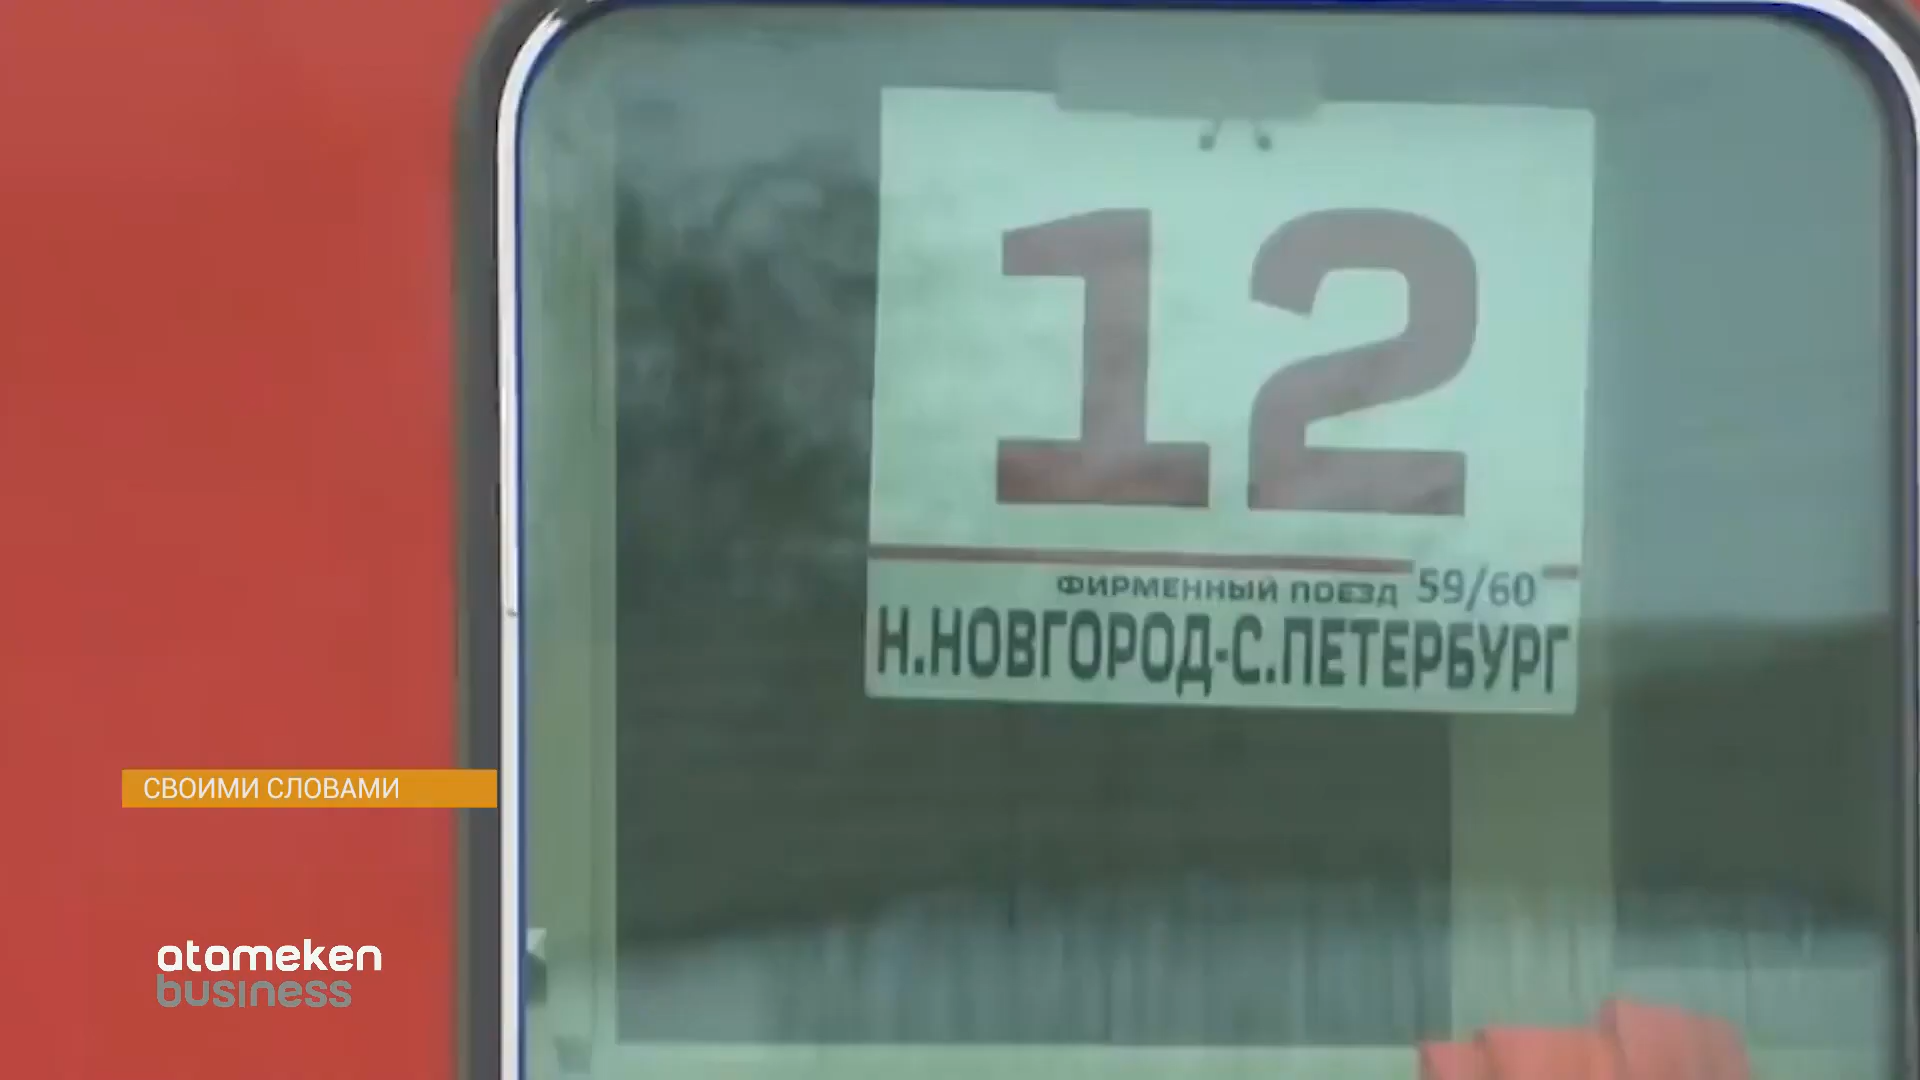 12
ФИРМЕННЫЙ ПОЕЗД 59/60
Н.НОВГОРОД-С.ПЕТЕРБУРГ
СВОИМИ СЛОВАМИ
atameken
business